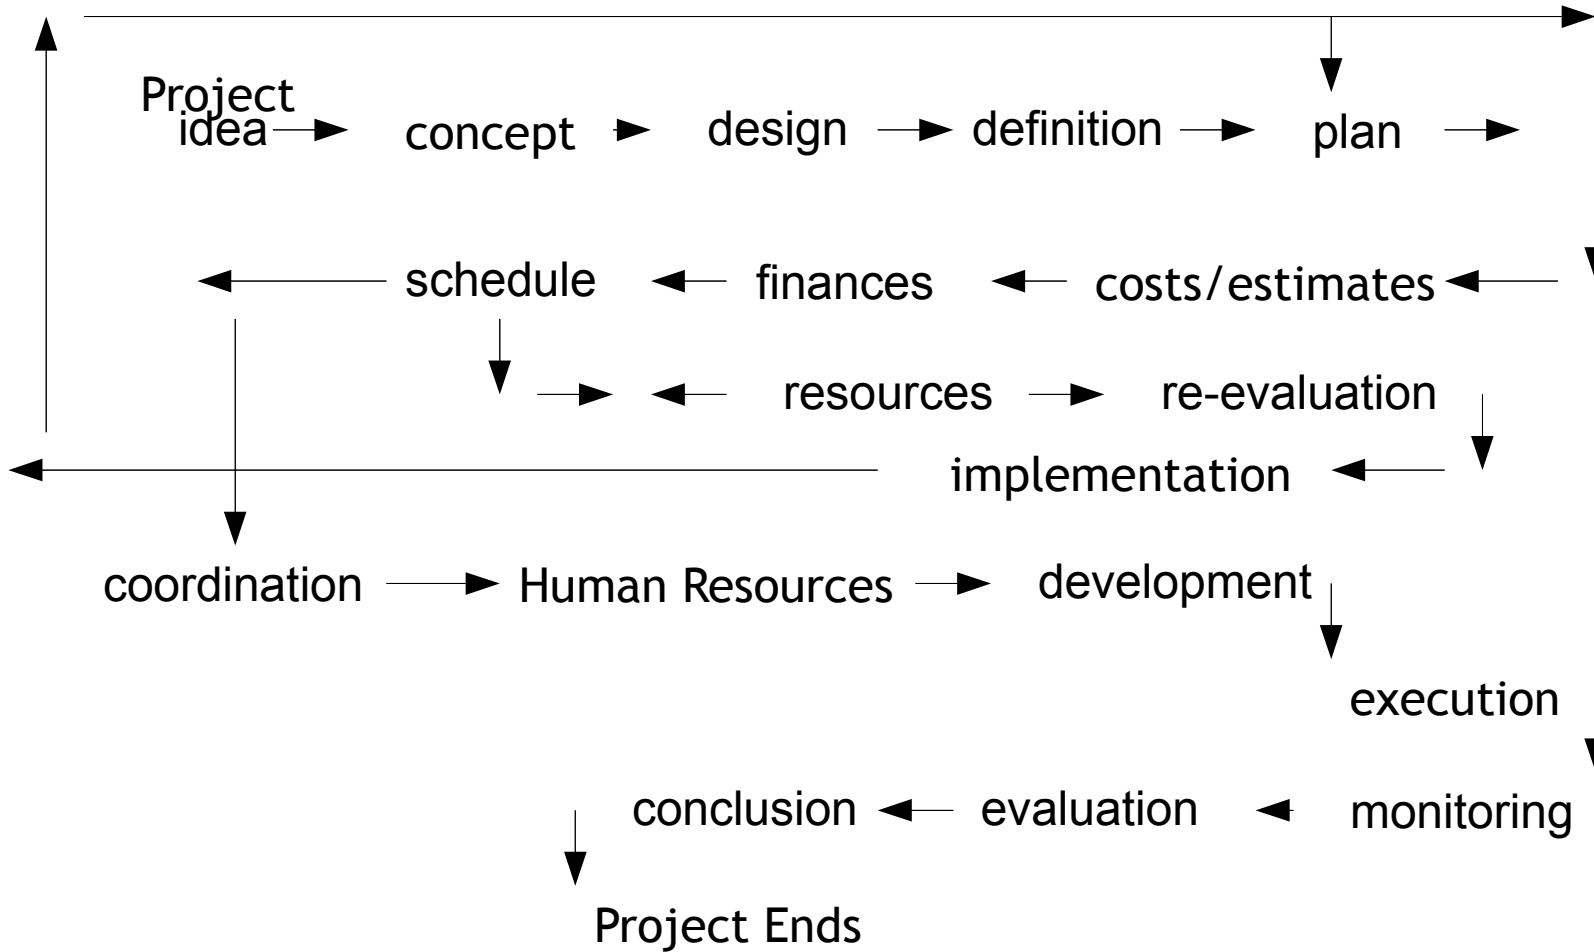 Project
idea concept design definition plan
schedule finances costs/estimates
resources re-evaluation
implementation
coordination Human Resources development
execution
conclusion evaluation monitoring
Project Ends